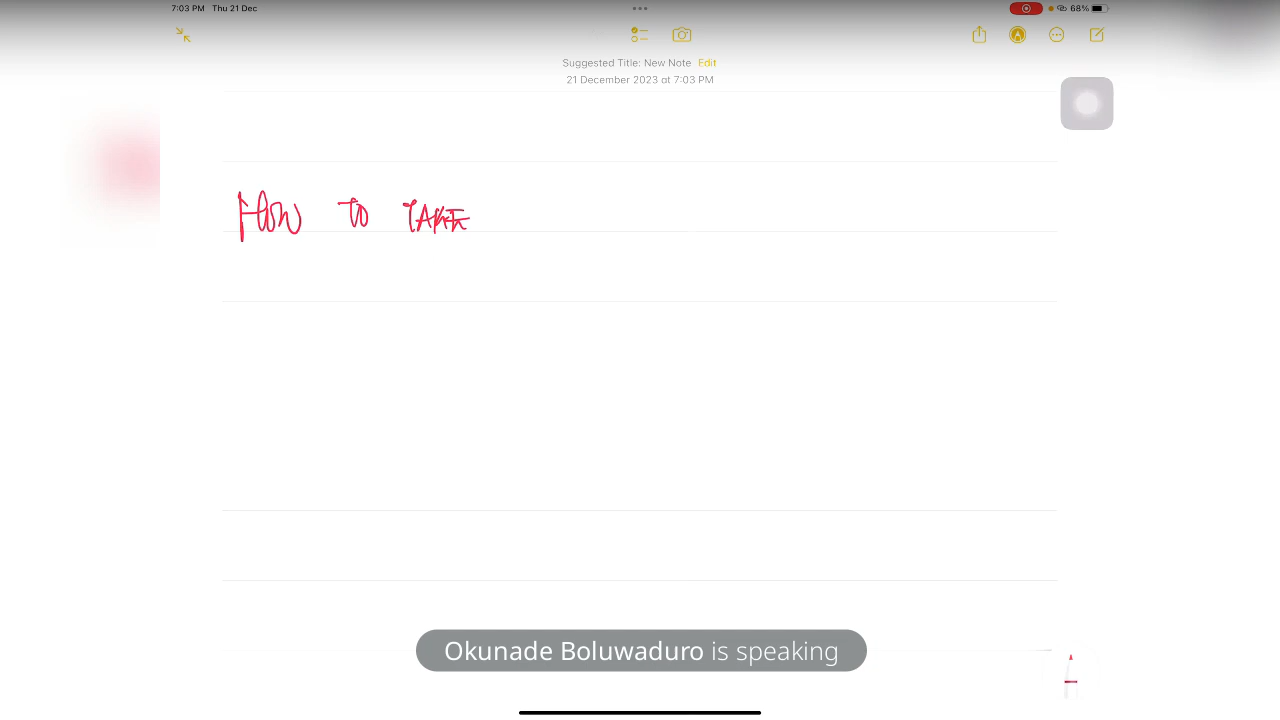 7:03 PM Thu 21 Dec
68%
Suggested Title: New Note Edit
21 December 2023 at 7:03 PM
How to TAKE
Okunade Boluwaduro is speaking